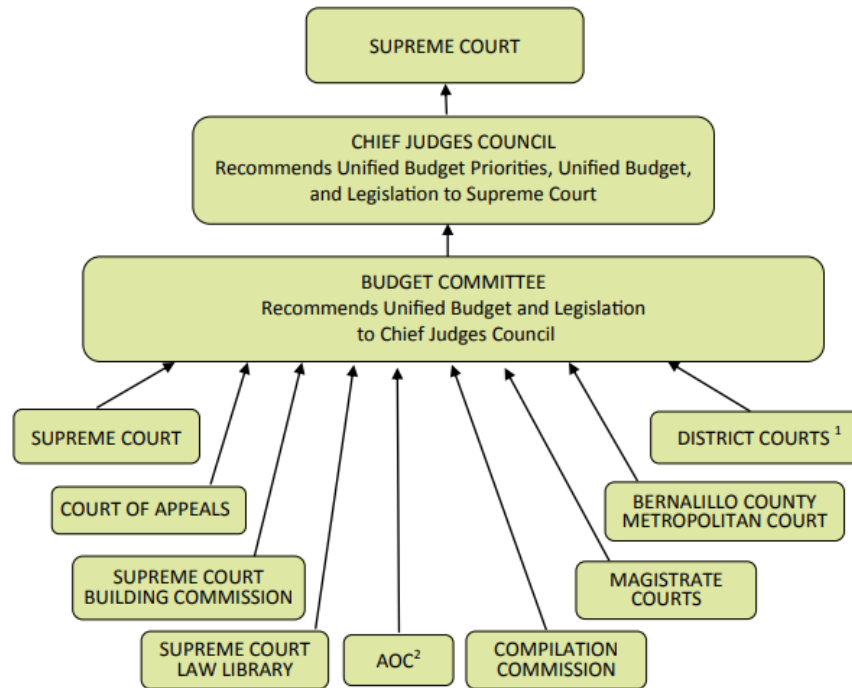 SUPREME COURT
CHIEF JUDGES COUNCIL
Recommends Unified Budget Priorities, Unified Budget,
and Legislation to Supreme Court
BUDGET COMMITTEE
Recommends Unified Budget and Legislation
to Chief Judges Council
SUPREME COURT
COURT OF APPEALS
SUPREME COURT
BUILDING COMMISSION
SUPREME COURT
LAW LIBRARY
AOC²
COMPILATION
COMMISSION
MAGISTRATE
COURTS
BERNALILLO COUNTY
METROPOLITAN COURT
DISTRICT COURTS ¹